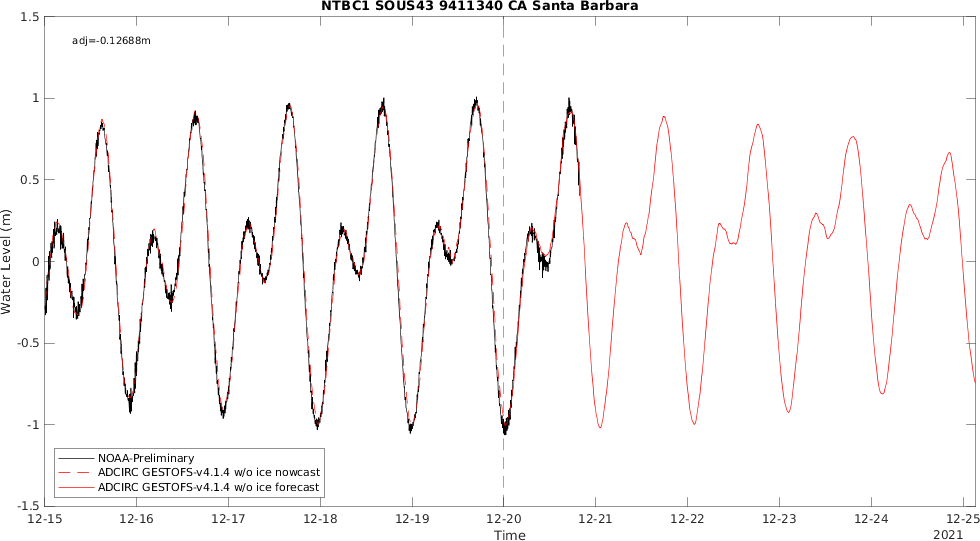 NTBC1 SOUS43 9411340 CA Santa Barbara
adj=-0.12688m
1.5
1
0.5
0
-0.5
-1
-1.5
Water Level (m)
NOAA-Preliminary
ADCIRC GESTOFS-v4.1.4 w/o ice nowcast
ADCIRC GESTOFS-v4.1.4 w/o ice forecast
12-15 12-16 12-17 12-18 12-19 12-20 12-21 12-22 12-23 12-24 12-25
Time
2021